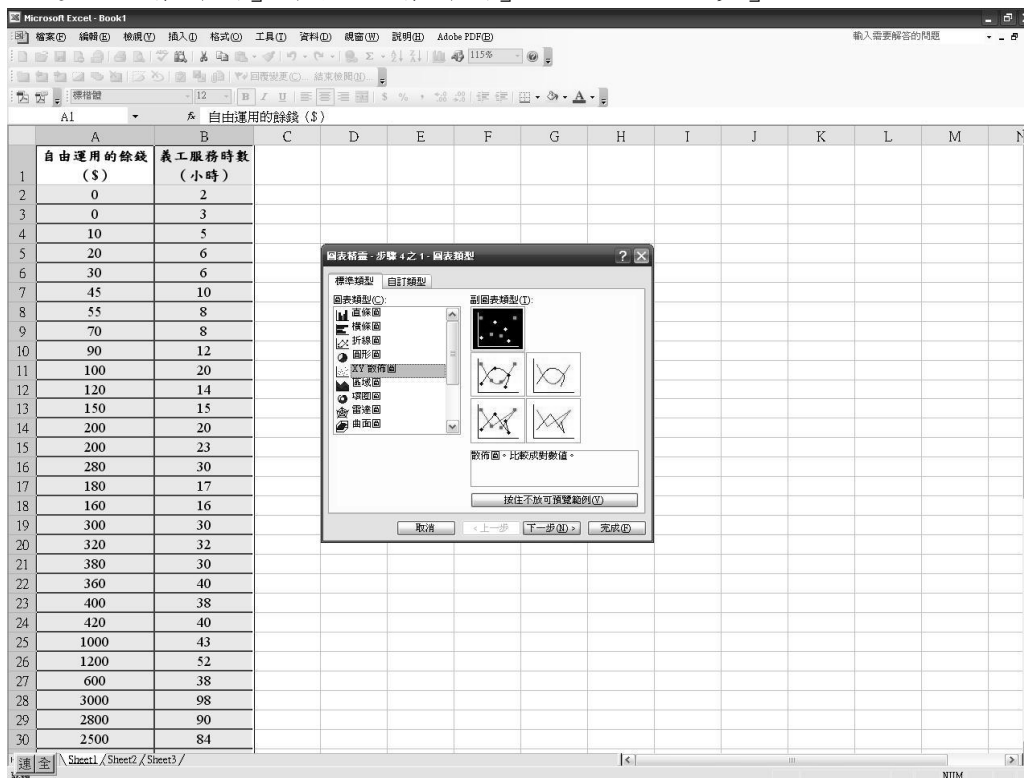 Microsoft Excel - Book1
檔案(F) 編輯(E) 檢視(V) 插入(I) 格式(O) 工具(T) 資料(D) 視窗(W) 說明(H) Adobe PDF(B) 輸入需要解答的問題
115%
回覆變更(C)... 結束檢閱(N)...
標楷體 12 B I U $ % ,
A1 fx 自由運用的餘錢 ($)
A B C D E F G H I J K L M N
自由運用的餘錢 義工服務時數
1 ($) (小時)
2 0 2
3 0 3
4 10 5
5 20 6
6 30 6
7 45 10
8 55 8
9 70 8
10 90 12
11 100 20
12 120 14
13 150 15
14 200 20
15 200 23
16 280 30
17 180 17
18 160 16
19 300 30
20 320 32
21 380 30
22 360 40
23 400 38
24 420 40
25 1000 43
26 1200 52
27 600 38
28 3000 98
29 2800 90
30 2500 84
圖表精靈 - 步驟 4 之 1 - 圖表類型
標準類型 自訂類型
圖表類型(C): 副圖表類型(T):
直條圖
橫條圖
折線圖
圓形圖
XY 散佈圖
區域圖
環圈圖
雷達圖
曲面圖
散佈圖。比較成對數值。
按住不放可預覽範例(V)
取消 < 上一步 下一步(N) > 完成(F)
Sheet1 / Sheet2 / Sheet3 /
連 全
NUM